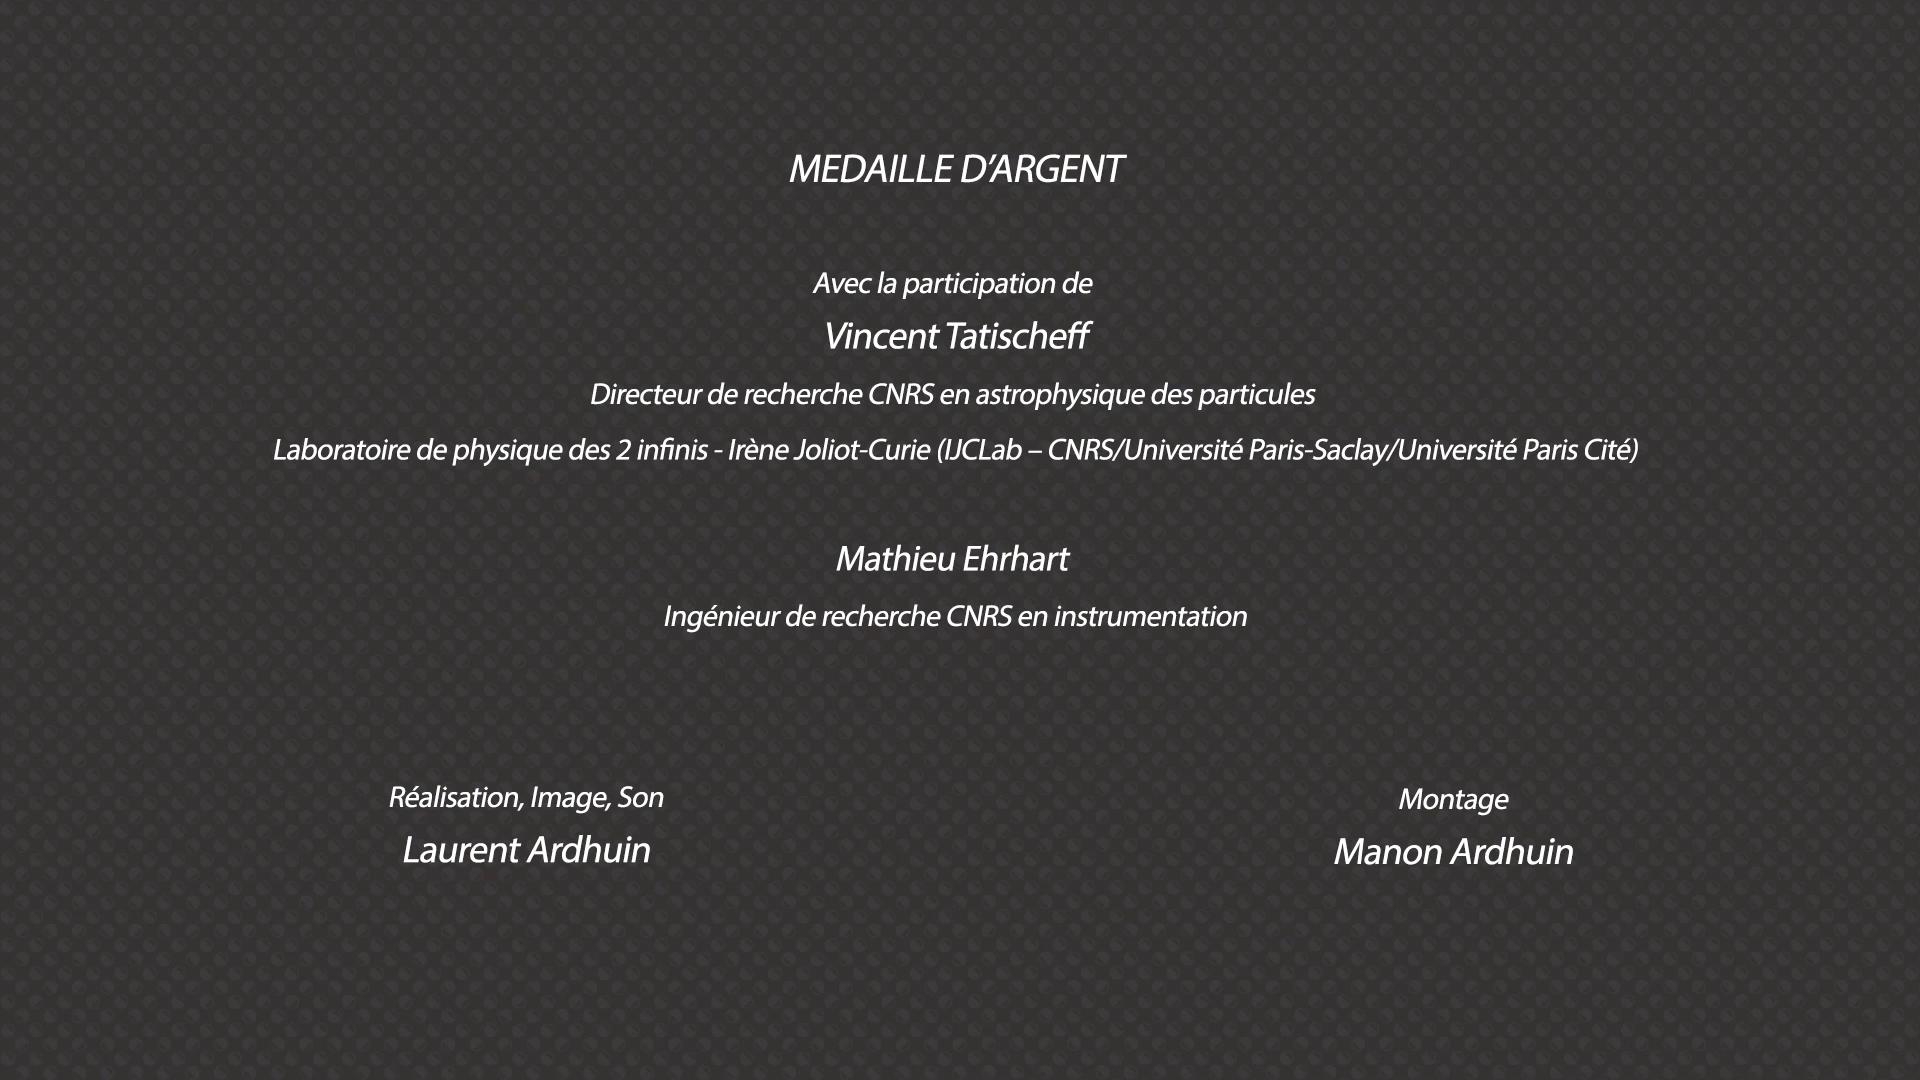 MEDAILLE D’ARGENT
Avec la participation de
Vincent Tatischeff
Directeur de recherche CNRS en astrophysique des particules
Laboratoire de physique des 2 infinis - Irène Joliot-Curie (IJCLab – CNRS/Université Paris-Saclay/Université Paris Cité)
Mathieu Ehrhart
Ingénieur de recherche CNRS en instrumentation
Réalisation, Image, Son
Laurent Ardhuin
Montage
Manon Ardhuin